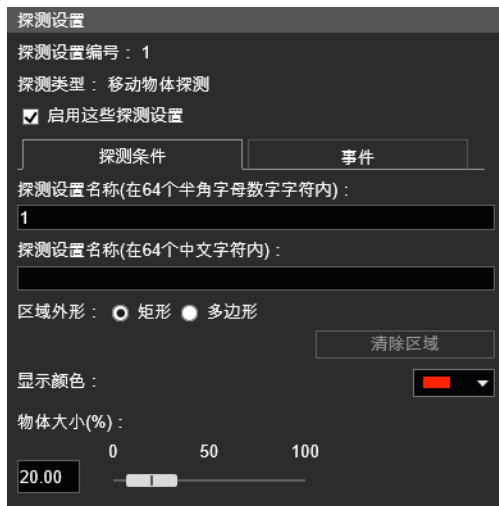 探测设置
探测设置编号：1
探测类型：移动物体探测
启用这些探测设置
探测条件 事件
探测设置名称(在64个半角字母数字字符内)：
1
探测设置名称(在64个中文字符内)：
区域外形： 矩形 多边形
清除区域
显示颜色：
物体大小(%)：
0 50 100
20.00